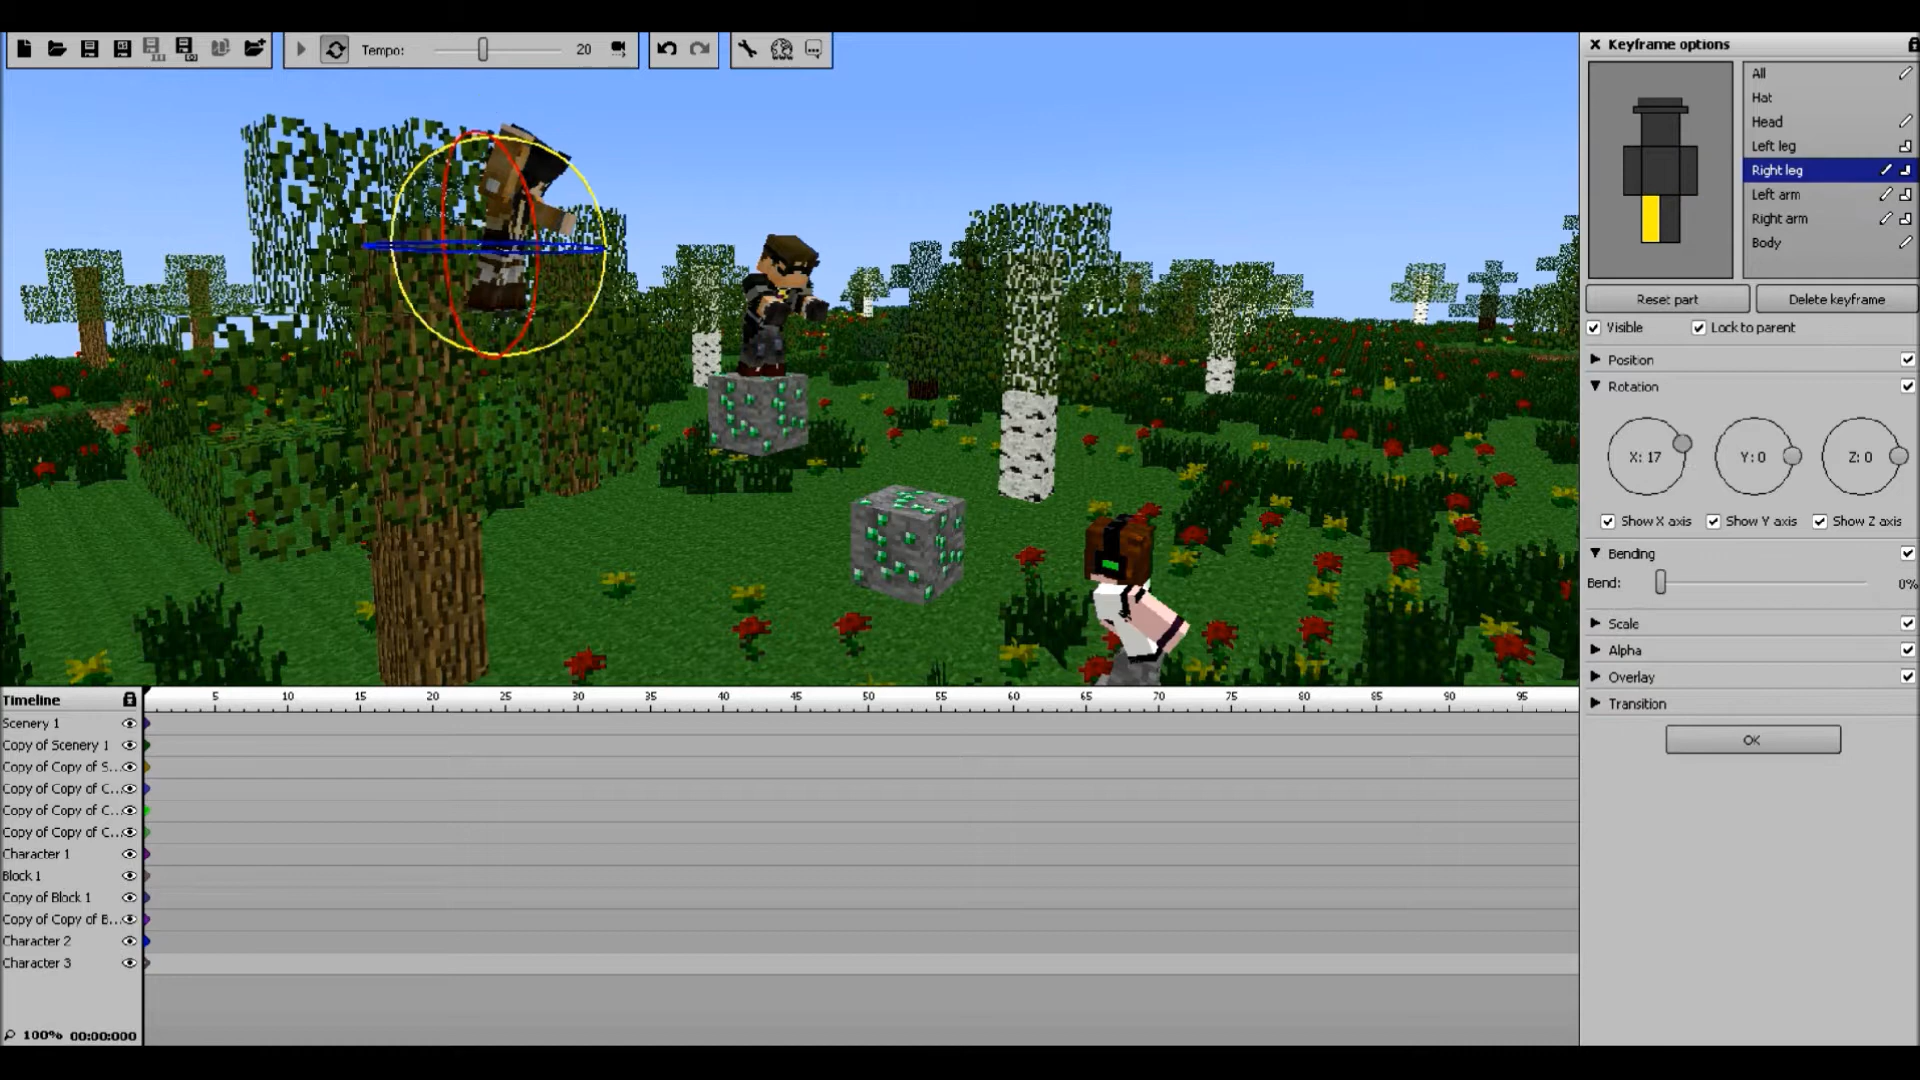 Tempo: 20
Keyframe options
All
Hat
Head
Left leg
Right leg
Left arm
Right arm
Body
Reset part Delete keyframe
Visible Lock to parent
Position
Rotation
X: 17 Y: 0 Z: 0
Show X axis Show Y axis Show Z axis
Bending
Bend: 0%
Scale
Alpha
Overlay
Transition
OK
Timeline 5 10 15 20 25 30 35 40 45 50 55 60 65 70 75 80 85 90 95
Scenery 1
Copy of Scenery 1
Copy of Copy of S...
Copy of Copy of C...
Copy of Copy of C...
Copy of Copy of C...
Character 1
Block 1
Copy of Block 1
Copy of Copy of B...
Character 2
Character 3
100% 00:00:000